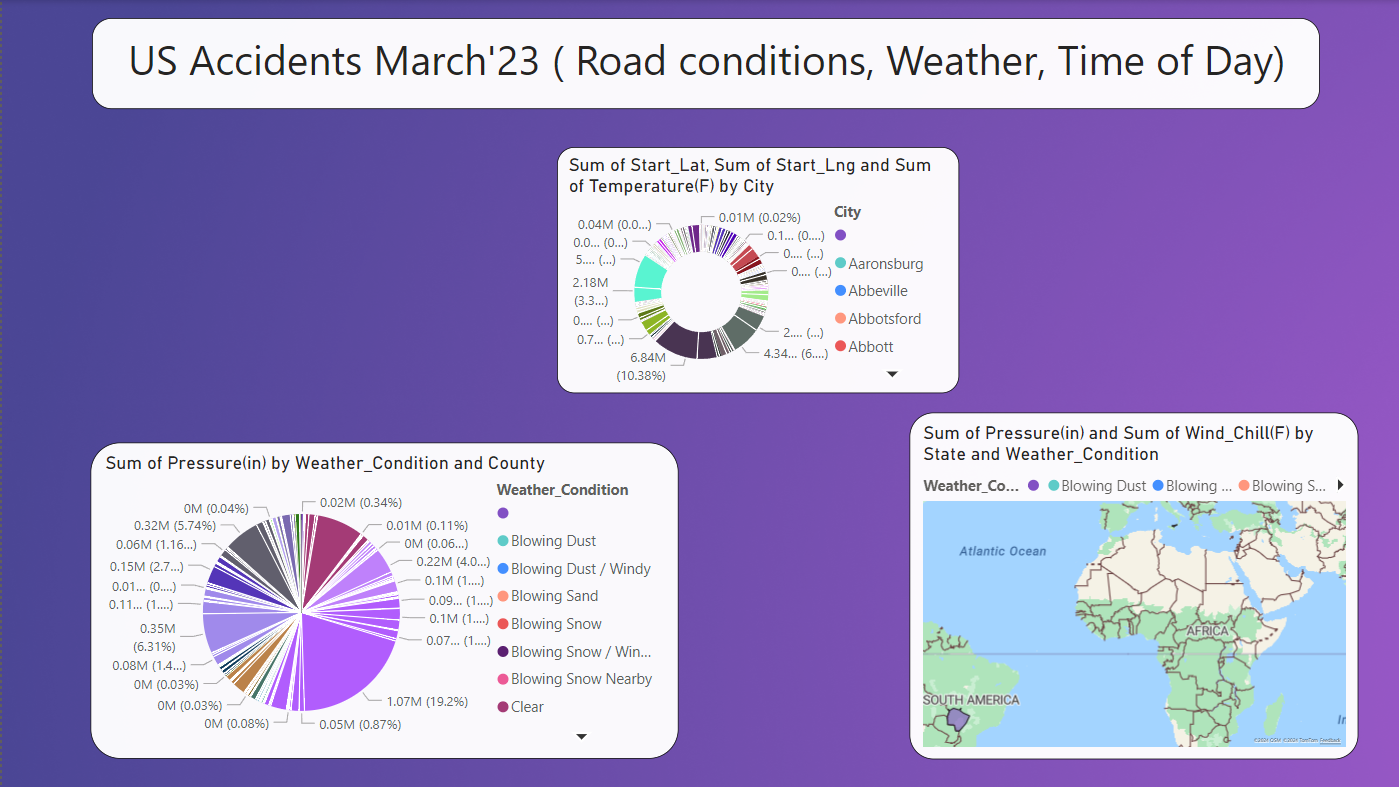 US Accidents March'23 ( Road conditions, Weather, Time of Day)
Sum of Start_Lat, Sum of Start_Lng and Sum
of Temperature(F) by City
0.04M (0.0...)
0.01M (0.02%)
0.0... (0...)
0.1... (0....)
5.... (...)
0.... (...)
0.... (...)
2.18M
(3.3...)
0.... (...)
0.7... (...)
2.... (...)
4.34... (6....)
6.84M
(10.38%)
City
Aaronsburg
Abbeville
Abbotsford
Abbott
Sum of Pressure(in) by Weather_Condition and County
0M (0.04%)
0.02M (0.34%)
0.32M (5.74%)
0.01M (0.11%)
0.06M (1.16...)
0M (0.06...)
0.15M (2.7...)
0.22M (4.0...)
0.01... (0....)
0.1M (1....)
0.11... (1....)
0.09... (1....)
0.1M (1....)
0.35M
(6.31%)
0.07... (1....)
0.08M (1.4...)
0M (0.03%)
0M (0.03%)
1.07M (19.2%)
0M (0.08%)
0.05M (0.87%)
Weather_Condition
Blowing Dust
Blowing Dust / Windy
Blowing Sand
Blowing Snow
Blowing Snow / Win...
Blowing Snow Nearby
Clear
Sum of Pressure(in) and Sum of Wind_Chill(F) by
State and Weather_Condition
Weather_Co... Blowing Dust Blowing ... Blowing S...
Atlantic Ocean
AFRICA
SOUTH AMERICA
In
©2024 OSM ©2024 TomTom Feedback